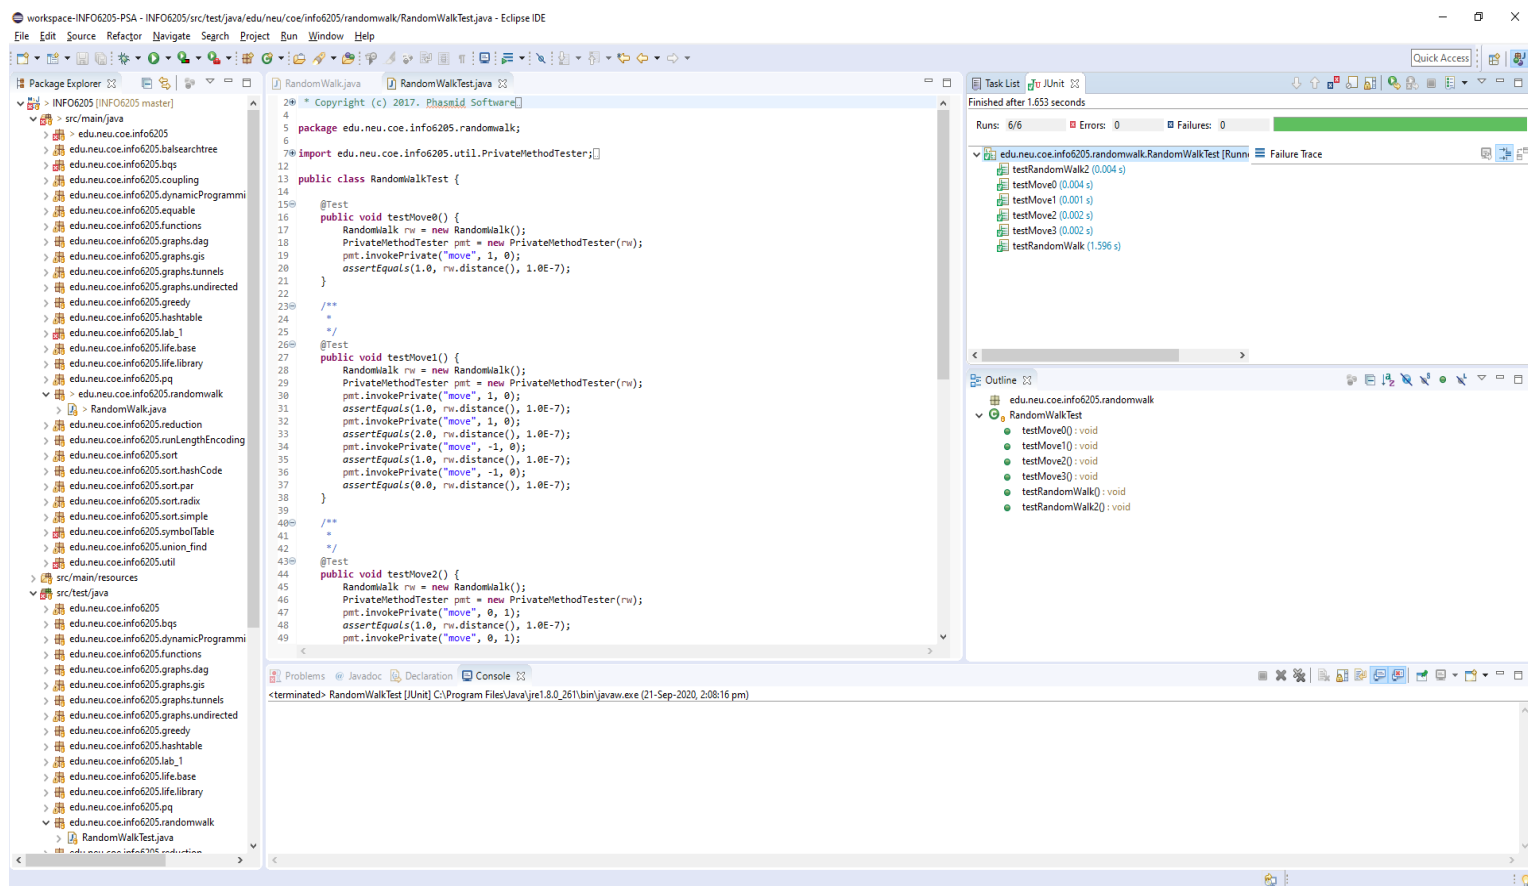 workspace-INFO6205-PSA - INFO6205/src/test/java/edu/neu/coe/info6205/randomwalk/RandomWalkTest.java - Eclipse IDE
File Edit Source Refactor Navigate Search Project Run Window Help
Quick Access
Package Explorer
> INFO6205 [INFO6205 master]
> src/main/java
> edu.neu.coe.info6205
edu.neu.coe.info6205.balsearchtree
edu.neu.coe.info6205.bqs
edu.neu.coe.info6205.coupling
edu.neu.coe.info6205.dynamicProgrammi
edu.neu.coe.info6205.equable
edu.neu.coe.info6205.functions
edu.neu.coe.info6205.graphs.dag
edu.neu.coe.info6205.graphs.gis
edu.neu.coe.info6205.graphs.tunnels
edu.neu.coe.info6205.graphs.undirected
edu.neu.coe.info6205.greedy
edu.neu.coe.info6205.hashtable
edu.neu.coe.info6205.lab_1
edu.neu.coe.info6205.life.base
edu.neu.coe.info6205.life.library
edu.neu.coe.info6205.pq
> edu.neu.coe.info6205.randomwalk
> RandomWalk.java
edu.neu.coe.info6205.reduction
edu.neu.coe.info6205.runLengthEncoding
edu.neu.coe.info6205.sort
edu.neu.coe.info6205.sort.hashCode
edu.neu.coe.info6205.sort.par
edu.neu.coe.info6205.sort.radix
edu.neu.coe.info6205.sort.simple
edu.neu.coe.info6205.symbolTable
edu.neu.coe.info6205.union_find
edu.neu.coe.info6205.util
src/main/resources
src/test/java
edu.neu.coe.info6205
edu.neu.coe.info6205.bqs
edu.neu.coe.info6205.dynamicProgrammi
edu.neu.coe.info6205.functions
edu.neu.coe.info6205.graphs.dag
edu.neu.coe.info6205.graphs.gis
edu.neu.coe.info6205.graphs.tunnels
edu.neu.coe.info6205.graphs.undirected
edu.neu.coe.info6205.greedy
edu.neu.coe.info6205.hashtable
edu.neu.coe.info6205.lab_1
edu.neu.coe.info6205.life.base
edu.neu.coe.info6205.life.library
edu.neu.coe.info6205.pq
edu.neu.coe.info6205.randomwalk
RandomWalkTest.java
edu.neu.coe.info6205.reduction
RandomWalk.java RandomWalkTest.java
2 * Copyright (c) 2017. Phasmid Software
4
5 package edu.neu.coe.info6205.randomwalk;
6
7 import edu.neu.coe.info6205.util.PrivateMethodTester;
12
13 public class RandomWalkTest {
14
15 @Test
16 public void testMove0() {
17 RandomWalk rw = new RandomWalk();
18 PrivateMethodTester pmt = new PrivateMethodTester(rw);
19 pmt.invokePrivate("move", 1, 0);
20 assertEquals(1.0, rw.distance(), 1.0E-7);
21 }
22
23 /**
24 *
25 */
26 @Test
27 public void testMove1() {
28 RandomWalk rw = new RandomWalk();
29 PrivateMethodTester pmt = new PrivateMethodTester(rw);
30 pmt.invokePrivate("move", 1, 0);
31 assertEquals(1.0, rw.distance(), 1.0E-7);
32 pmt.invokePrivate("move", 1, 0);
33 assertEquals(2.0, rw.distance(), 1.0E-7);
34 pmt.invokePrivate("move", -1, 0);
35 assertEquals(1.0, rw.distance(), 1.0E-7);
36 pmt.invokePrivate("move", -1, 0);
37 assertEquals(0.0, rw.distance(), 1.0E-7);
38 }
39
40 /**
41 *
42 */
43 @Test
44 public void testMove2() {
45 RandomWalk rw = new RandomWalk();
46 PrivateMethodTester pmt = new PrivateMethodTester(rw);
47 pmt.invokePrivate("move", 0, 1);
48 assertEquals(1.0, rw.distance(), 1.0E-7);
49 pmt.invokePrivate("move", 0, 1);
Task List JUnit
Finished after 1.653 seconds
Runs: 6/6 Errors: 0 Failures: 0
edu.neu.coe.info6205.randomwalk.RandomWalkTest [Runn Failure Trace
testRandomWalk2 (0.004 s)
testMove0 (0.004 s)
testMove1 (0.001 s)
testMove2 (0.002 s)
testMove3 (0.002 s)
testRandomWalk (1.596 s)
Outline
edu.neu.coe.info6205.randomwalk
RandomWalkTest
testMove0() : void
testMove1() : void
testMove2() : void
testMove3() : void
testRandomWalk() : void
testRandomWalk2() : void
Problems Javadoc Declaration Console
<terminated> RandomWalkTest [JUnit] C:\Program Files\Java\jre1.8.0_261\bin\javaw.exe (21-Sep-2020, 2:08:16 pm)